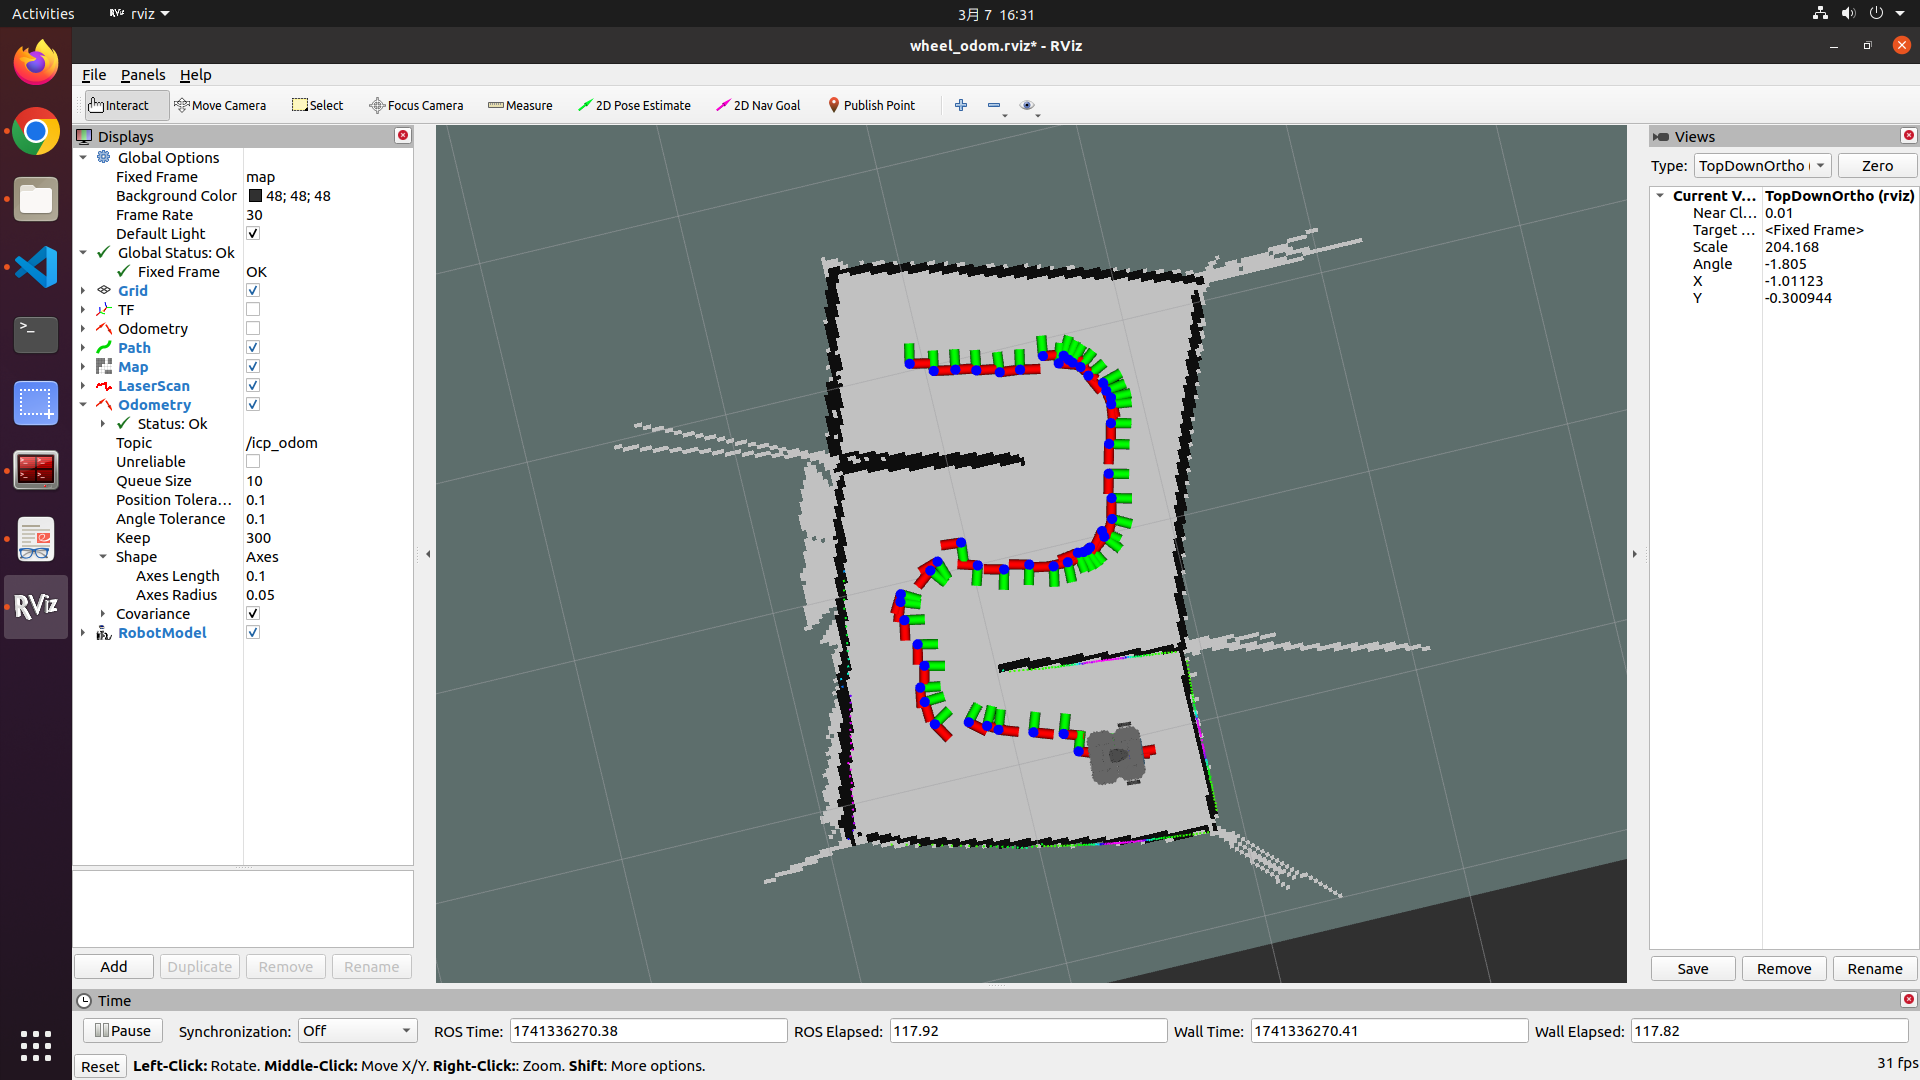 Activities rviz 3月 7 16:31
wheel_odom.rviz* - RViz
File Panels Help
Interact Move Camera Select Focus Camera Measure 2D Pose Estimate 2D Nav Goal Publish Point
Displays
Global Options
Fixed Frame map
Background Color 48; 48; 48
Frame Rate 30
Default Light
Global Status: Ok
Fixed Frame OK
Grid
TF
Odometry
Path
Map
LaserScan
Odometry
Status: Ok
Topic /icp_odom
Unreliable
Queue Size 10
Position Tolera... 0.1
Angle Tolerance 0.1
Keep 300
Shape Axes
Axes Length 0.1
Axes Radius 0.05
Covariance
RobotModel
Add Duplicate Remove Rename
Views
Type: TopDownOrtho ( Zero
Current V... TopDownOrtho (rviz)
Near Cl... 0.01
Target ... <Fixed Frame>
Scale 204.168
Angle -1.805
X -1.01123
Y -0.300944
Save Remove Rename
RViz
Time
Pause Synchronization: Off ROS Time: 1741336270.38 ROS Elapsed: 117.92 Wall Time: 1741336270.41 Wall Elapsed: 117.82
Reset Left-Click: Rotate. Middle-Click: Move X/Y. Right-Click:: Zoom. Shift: More options. 31 fps